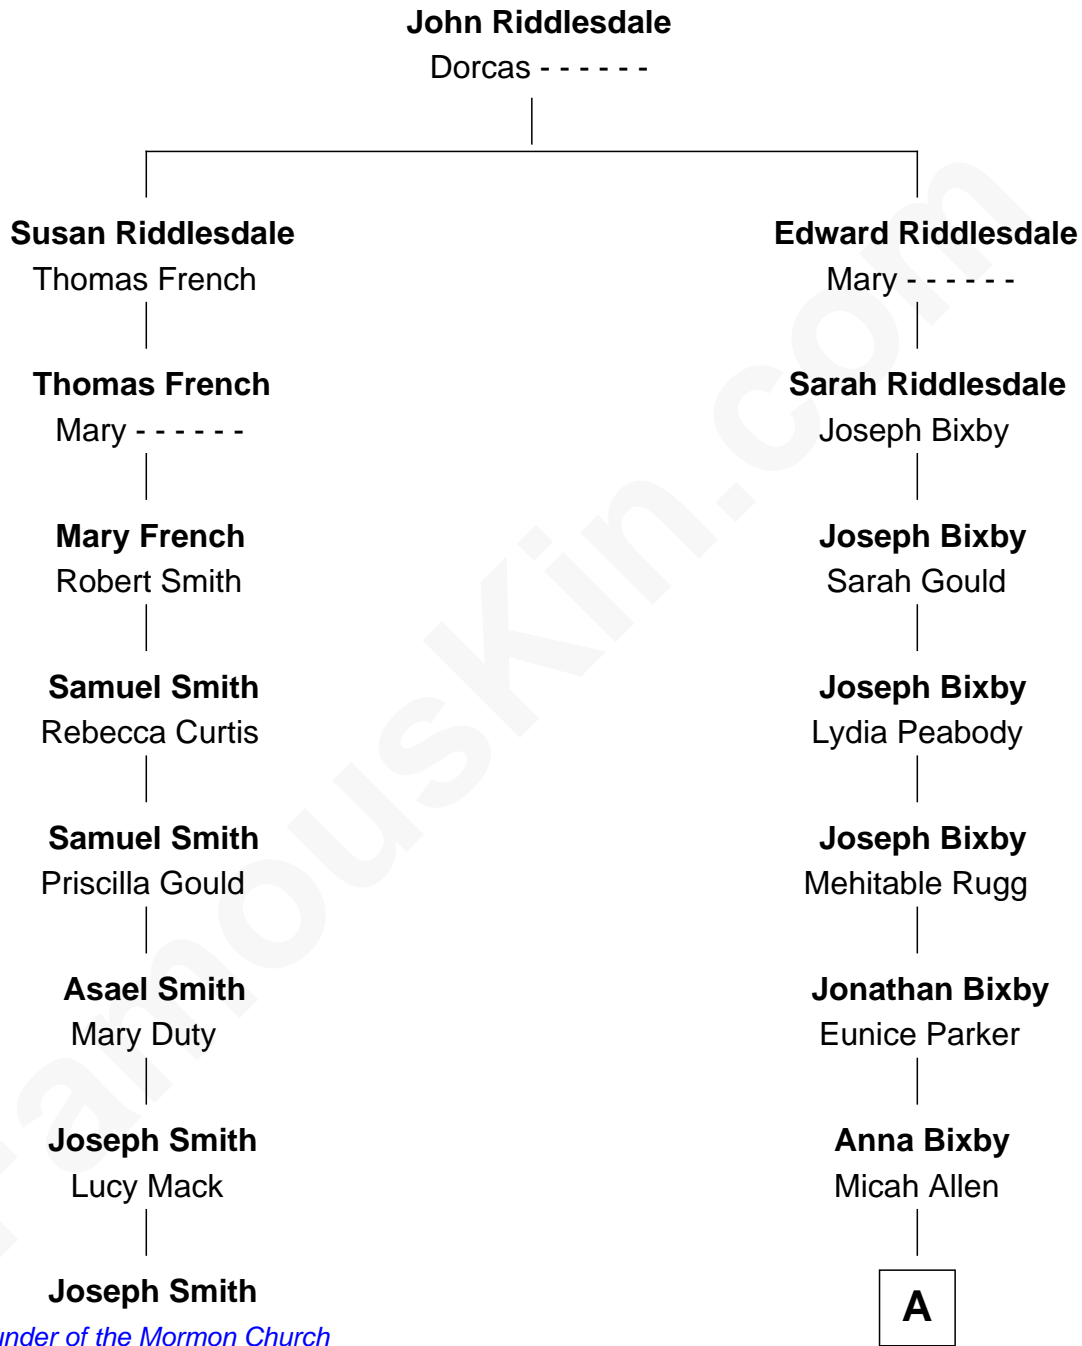 John Riddlesdale
Dorcas - - - - - -
Susan Riddlesdale
Thomas French
Edward Riddlesdale
Mary - - - - - -
Thomas French
Mary - - - - - -
Sarah Riddlesdale
Joseph Bixby
Mary French
Robert Smith
Joseph Bixby
Sarah Gould
Samuel Smith
Rebecca Curtis
Joseph Bixby
Lydia Peabody
Samuel Smith
Priscilla Gould
Joseph Bixby
Mehitable Rugg
Asael Smith
Mary Duty
Jonathan Bixby
Eunice Parker
Joseph Smith
Lucy Mack
Anna Bixby
Micah Allen
Joseph Smith
under of the Mormon Church
A
FamousKin.com